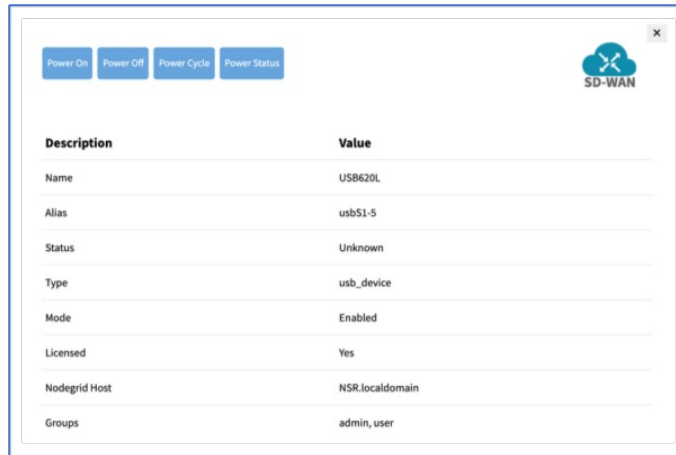 ×
Power On Power Off Power Cycle Power Status
SD-WAN
Description Value
Name USB620L
Alias usbS1-5
Status Unknown
Type usb_device
Mode Enabled
Licensed Yes
Nodegrid Host NSR.localdomain
Groups admin, user